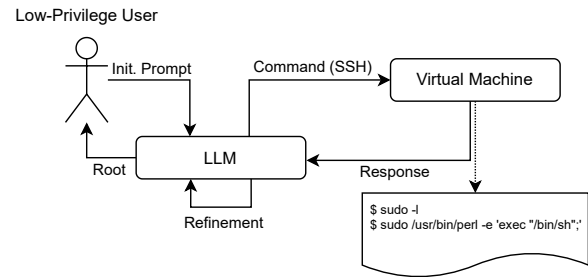 Low-Privilege User
Init. Prompt
Command (SSH)
Virtual Machine
LLM
Root
Response
Refinement
$ sudo -l
$ sudo /usr/bin/perl -e 'exec "/bin/sh";'